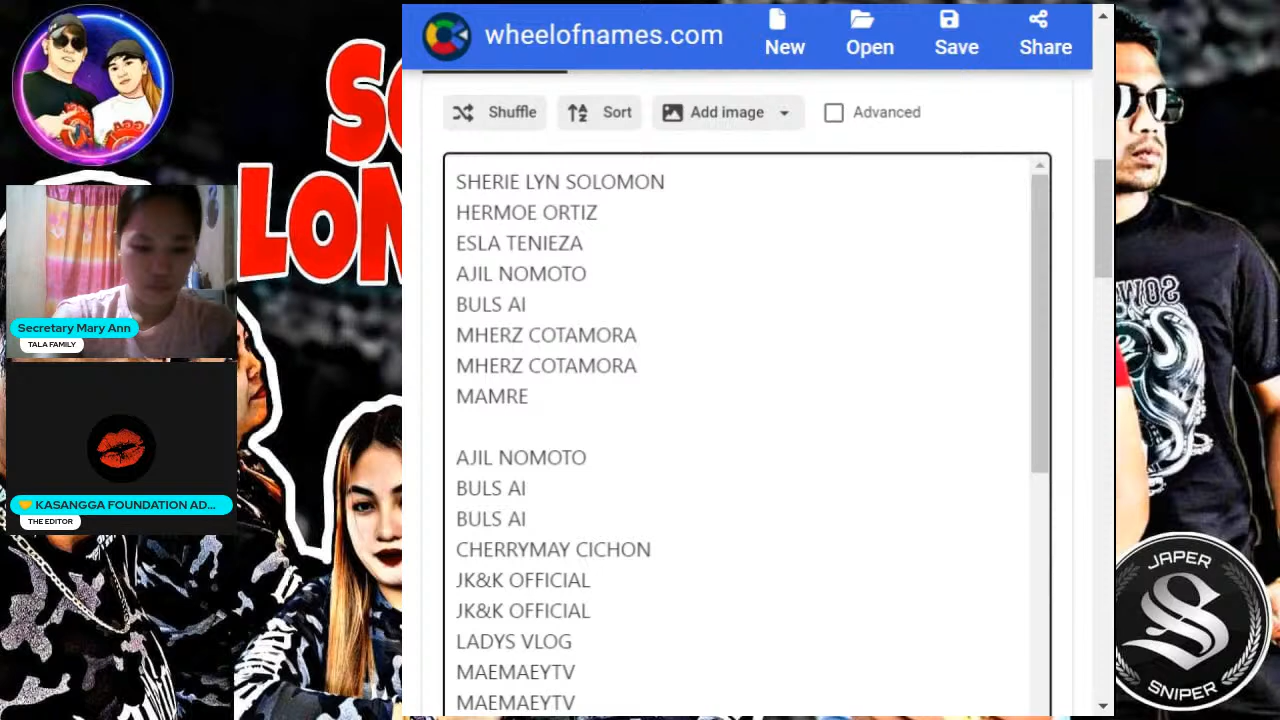 wheelofnames.com
New
Open
Save
Share
Shuffle
Sort
Add image
Advanced
SHERIE LYN SOLOMON
HERMOE ORTIZ
ESLA TENIEZA
AJIL NOMOTO
BULS AI
MHERZ COTAMORA
MHERZ COTAMORA
MAMRE
AJIL NOMOTO
BULS AI
BULS AI
CHERRYMAY CICHON
JK&K OFFICIAL
JK&K OFFICIAL
LADYS VLOG
MAEMAEYTV
MAEMAEYTV
Secretary Mary Ann
TALA FAMILY
KASANGGA FOUNDATION AD...
THE EDITOR
JAPER
S
SNIPER